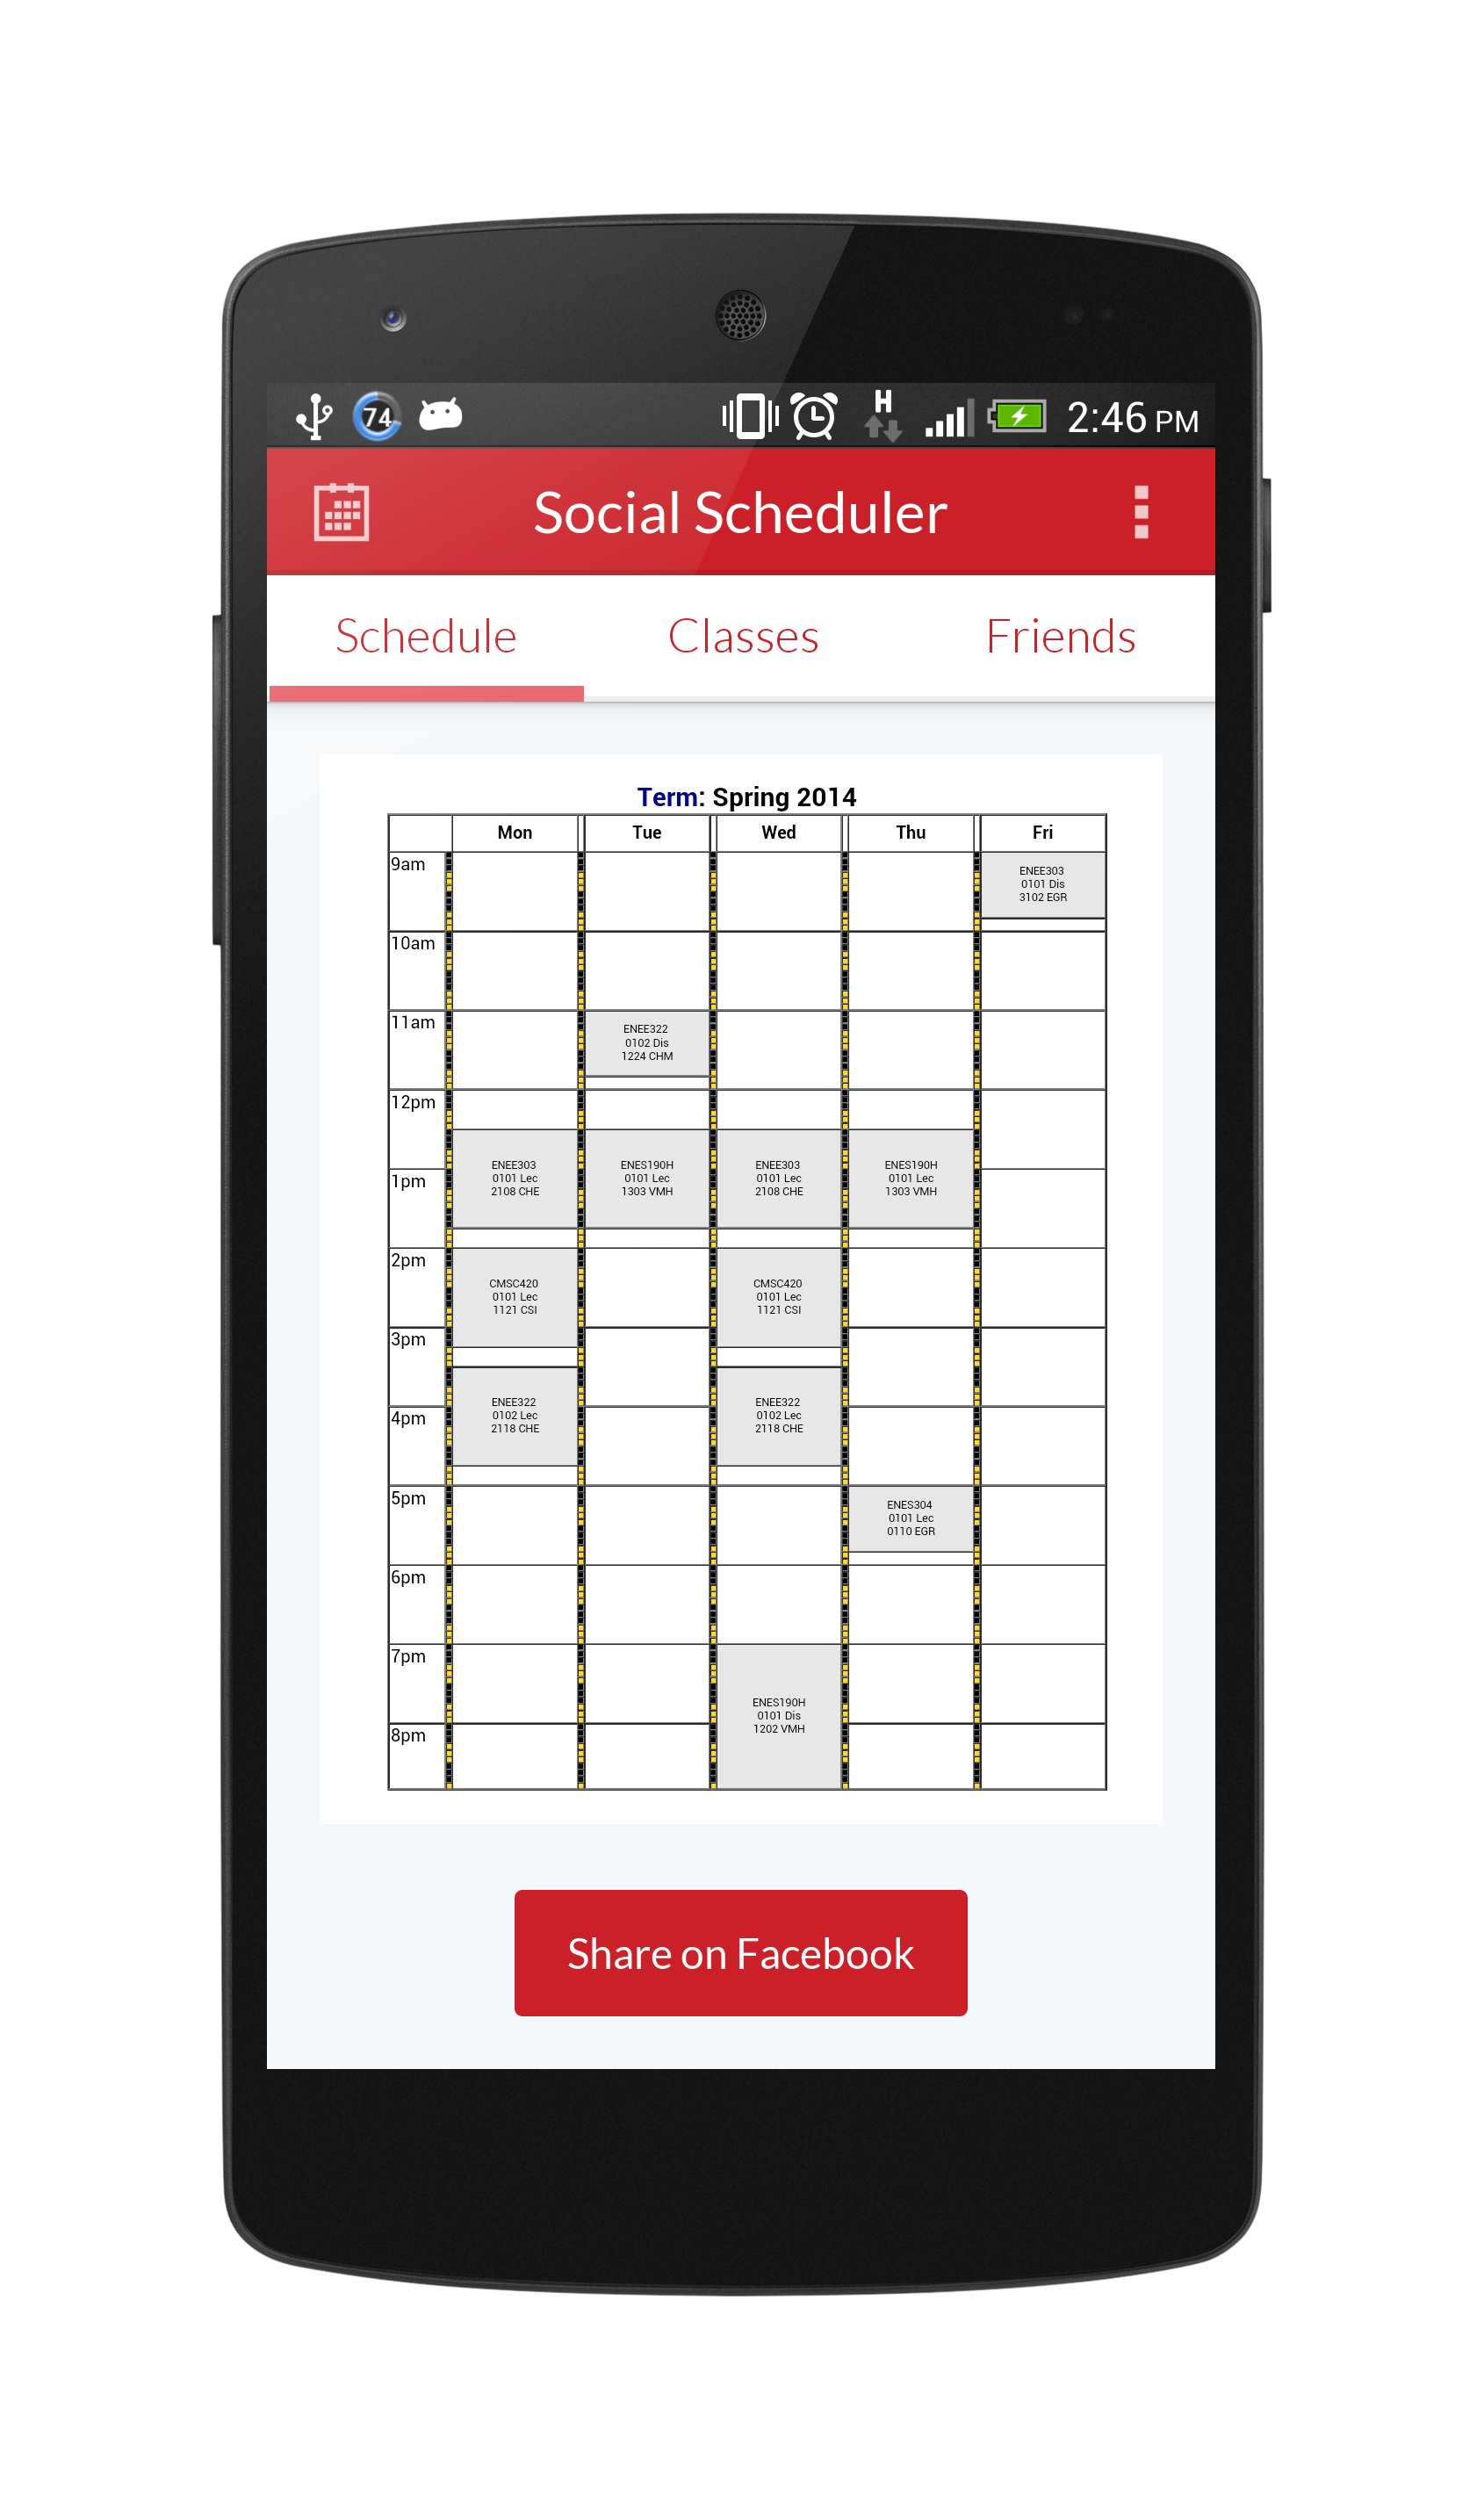 74 H 2:46 PM
Social Scheduler
Schedule Classes Friends
Term: Spring 2014
Mon Tue Wed Thu Fri
9am
ENEE303
0101 Dis
3102 EGR
10am
11am
ENEE322
0102 Dis
1224 CHM
12pm
ENEE303
0101 Lec
2108 CHE
ENES190H
0101 Lec
1303 VMH
ENEE303
0101 Lec
2108 CHE
ENES190H
0101 Lec
1303 VMH
1pm
2pm
CMSC420
0101 Lec
1121 CSI
CMSC420
0101 Lec
1121 CSI
3pm
ENEE322
0102 Lec
2118 CHE
ENEE322
0102 Lec
2118 CHE
4pm
5pm
ENES304
0101 Lec
0110 EGR
6pm
7pm
ENES190H
0101 Dis
1202 VMH
8pm
Share on Facebook